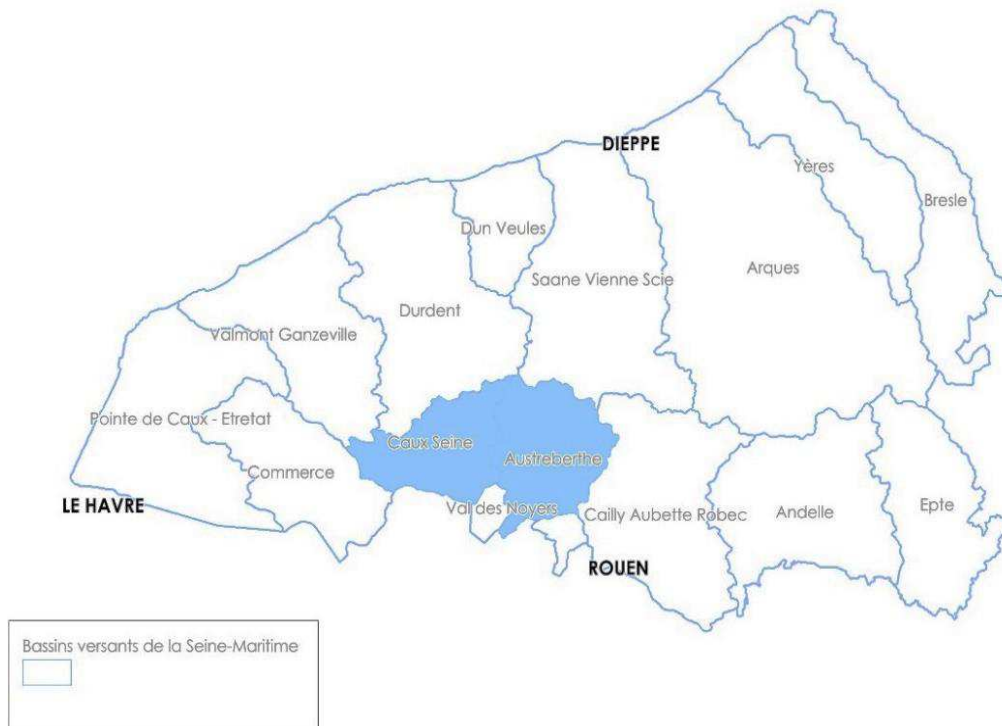 DIEPPE
Yères
Bresle
Dun Veules
Saane Vienne Scie
Arques
Durdent
Valmont Ganzeville
Pointe de Caux - Etretat
Caux Seine
Austreberthe
Commerce
LE HAVRE
Val des Noyers
Cailly Aubette Robec
Andelle
Epte
ROUEN
Bassins versants de la Seine-Maritime